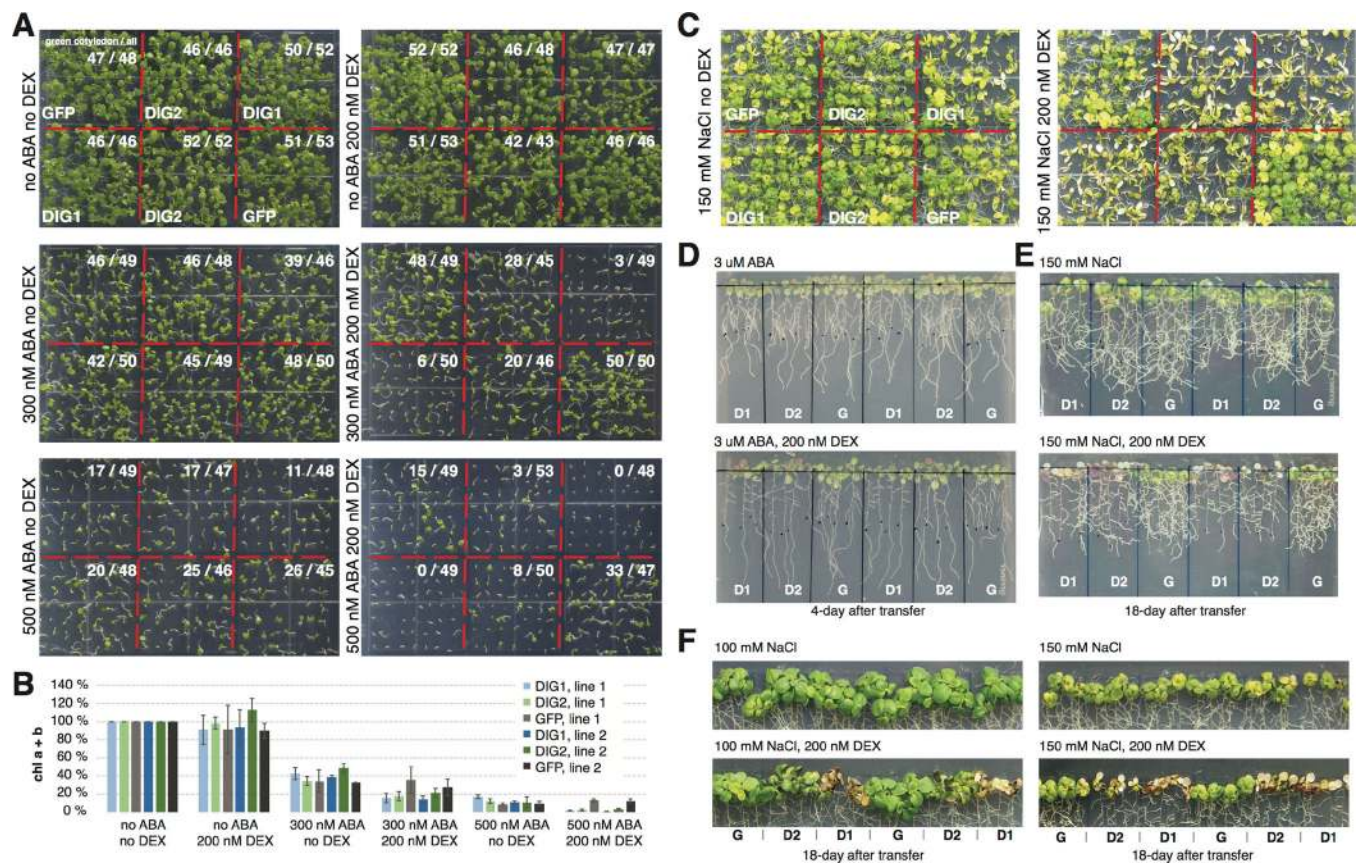 A
no ABA no DEX
green cotyledon / all
47 / 48
46 / 46
50 / 52
GFP
DIG2
DIG1
46 / 46
52 / 52
51 / 53
DIG1
DIG2
GFP
no ABA 200 nM DEX
52 / 52
46 / 48
47 / 47
51 / 53
42 / 43
46 / 46
300 nM ABA no DEX
46 / 49
46 / 48
39 / 46
42 / 50
45 / 49
48 / 50
300 nM ABA 200 nM DEX
48 / 49
28 / 45
3 / 49
6 / 50
20 / 46
50 / 50
500 nM ABA no DEX
17 / 49
17 / 47
11 / 48
20 / 48
25 / 46
26 / 45
500 nM ABA 200 nM DEX
15 / 49
3 / 53
0 / 48
0 / 49
8 / 50
33 / 47
B
chl a + b
140 %
120 %
100 %
80 %
60 %
40 %
20 %
0 %
DIG1, line 1
DIG2, line 1
GFP, line 1
DIG1, line 2
DIG2, line 2
GFP, line 2
no ABA
no DEX
no ABA
200 nM DEX
300 nM ABA
no DEX
300 nM ABA
200 nM DEX
500 nM ABA
no DEX
500 nM ABA
200 nM DEX
C
150 mM NaCl no DEX
GFP
DIG2
DIG1
DIG1
DIG2
GFP
150 mM NaCl 200 nM DEX
D
3 uM ABA
D1 D2 G D1 D2 G
3 uM ABA, 200 nM DEX
D1 D2 G D1 D2 G
4-day after transfer
E
150 mM NaCl
D1 D2 G D1 D2 G
150 mM NaCl, 200 nM DEX
D1 D2 G D1 D2 G
18-day after transfer
F
100 mM NaCl
150 mM NaCl
100 mM NaCl, 200 nM DEX
150 mM NaCl, 200 nM DEX
G | D2 | D1 | G | D2 | D1
18-day after transfer
G | D2 | D1 | G | D2 | D1
18-day after transfer